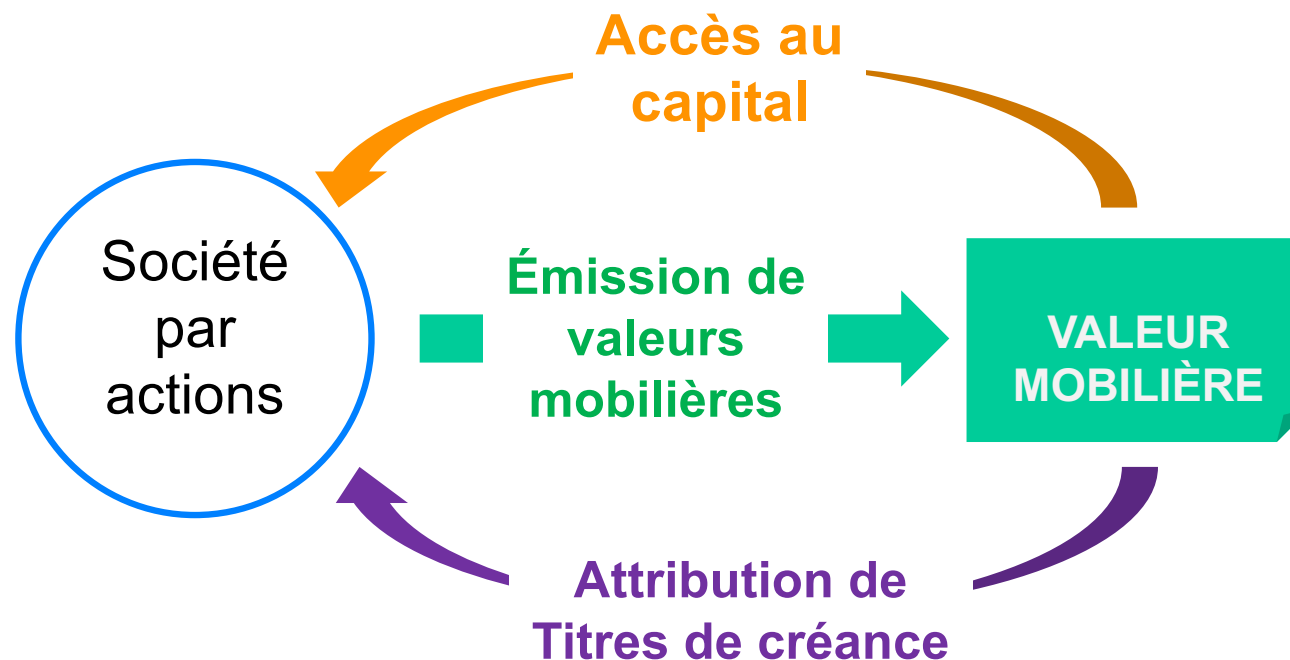 Accès au
capital
Société
par
actions
Émission de
valeurs
mobilières
VALEUR
MOBILIÈRE
Attribution de
Titres de créance